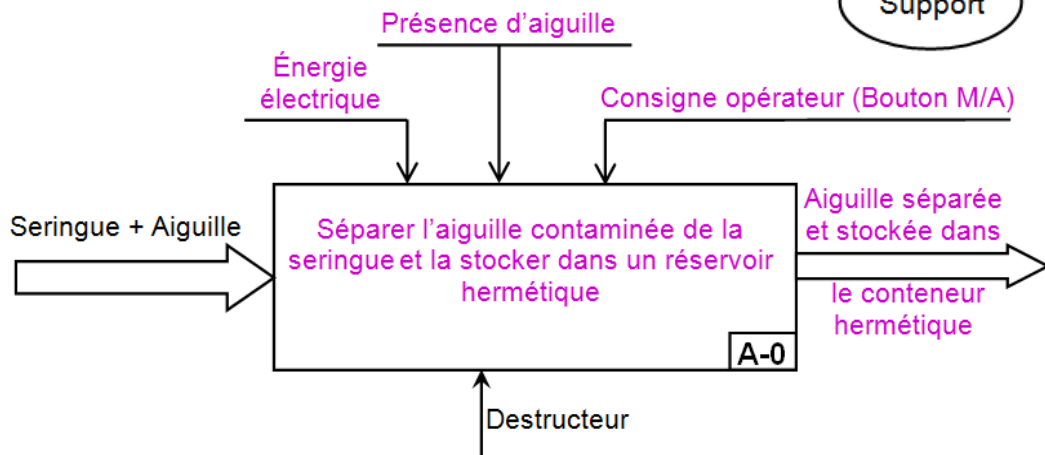 Support
Présence d’aiguille
Énergie
électrique
Consigne opérateur (Bouton M/A)
Seringue + Aiguille
Séparer l’aiguille contaminée de la
seringue et la stocker dans un réservoir
hermétique
A-0
Aiguille séparée
et stockée dans
le conteneur
hermétique
Destructeur